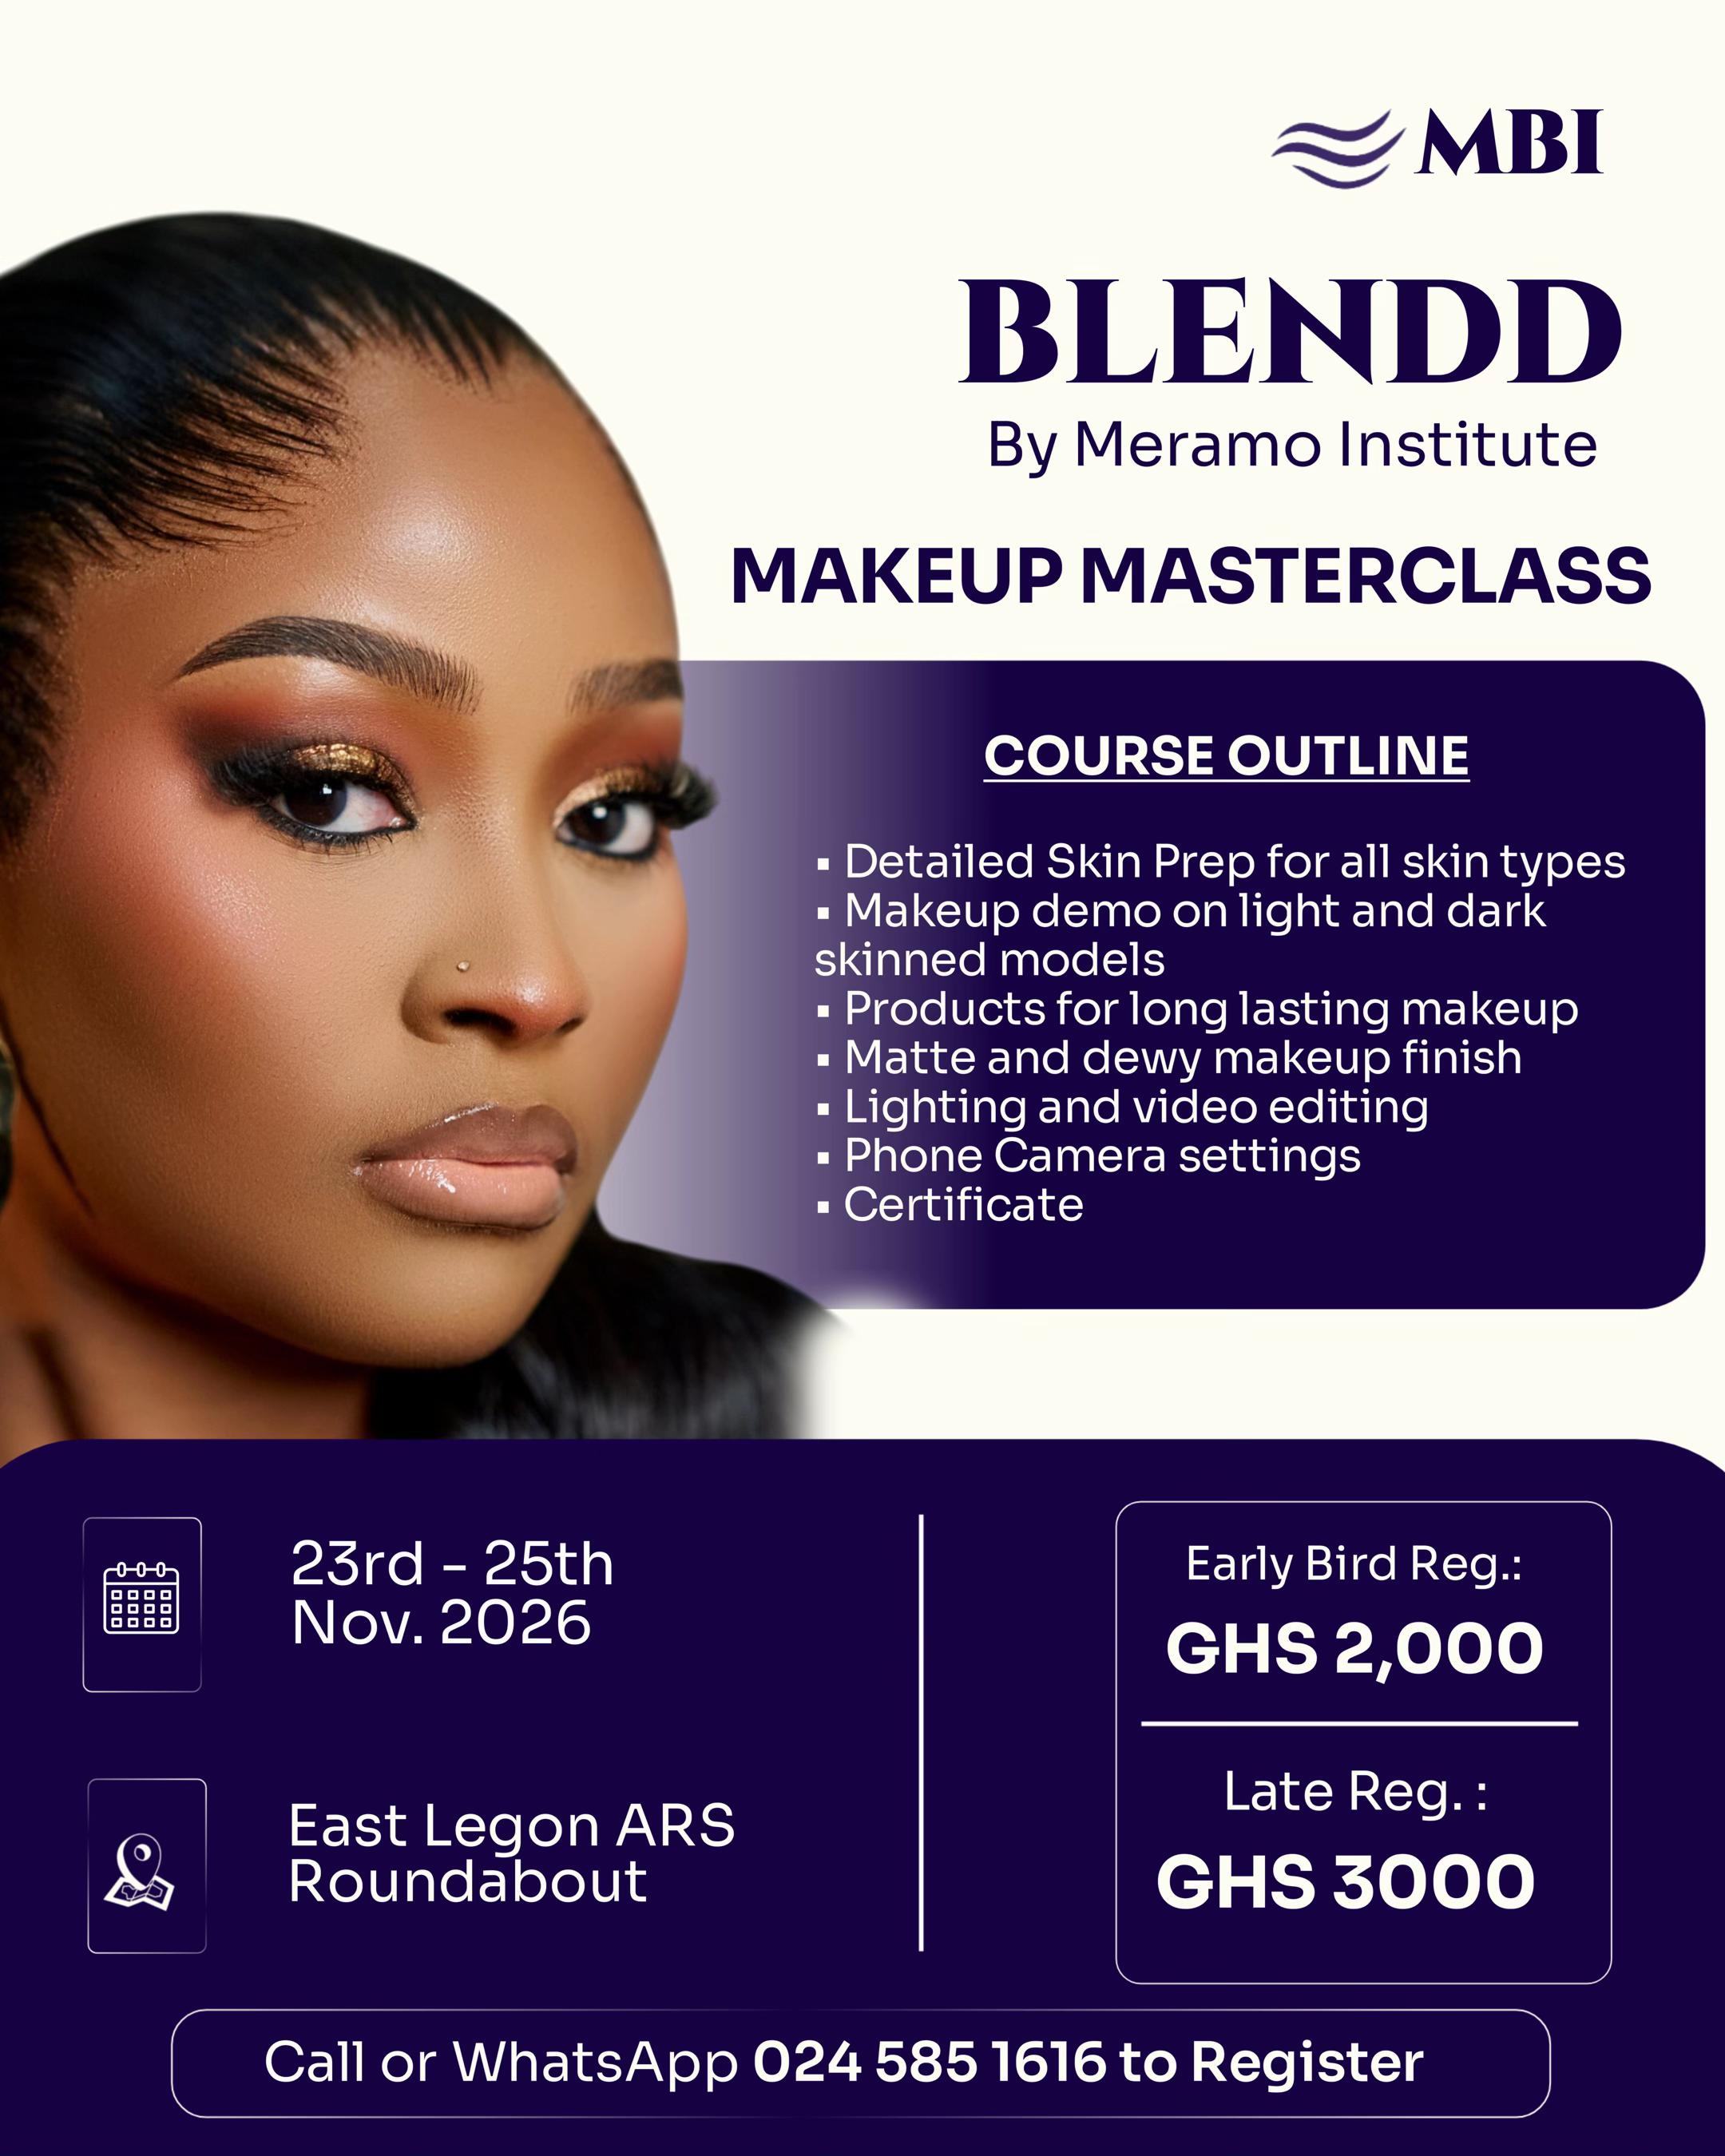 MBI
BLENDD
By Meramo Institute
MAKEUP MASTERCLASS
COURSE OUTLINE
▪ Detailed Skin Prep for all skin types
▪ Makeup demo on light and dark
skinned models
▪ Products for long lasting makeup
▪ Matte and dewy makeup finish
▪ Lighting and video editing
▪ Phone Camera settings
▪ Certificate
23rd - 25th
Nov. 2026
East Legon ARS
Roundabout
Early Bird Reg.:
GHS 2,000
Late Reg. :
GHS 3000
Call or WhatsApp 024 585 1616 to Register